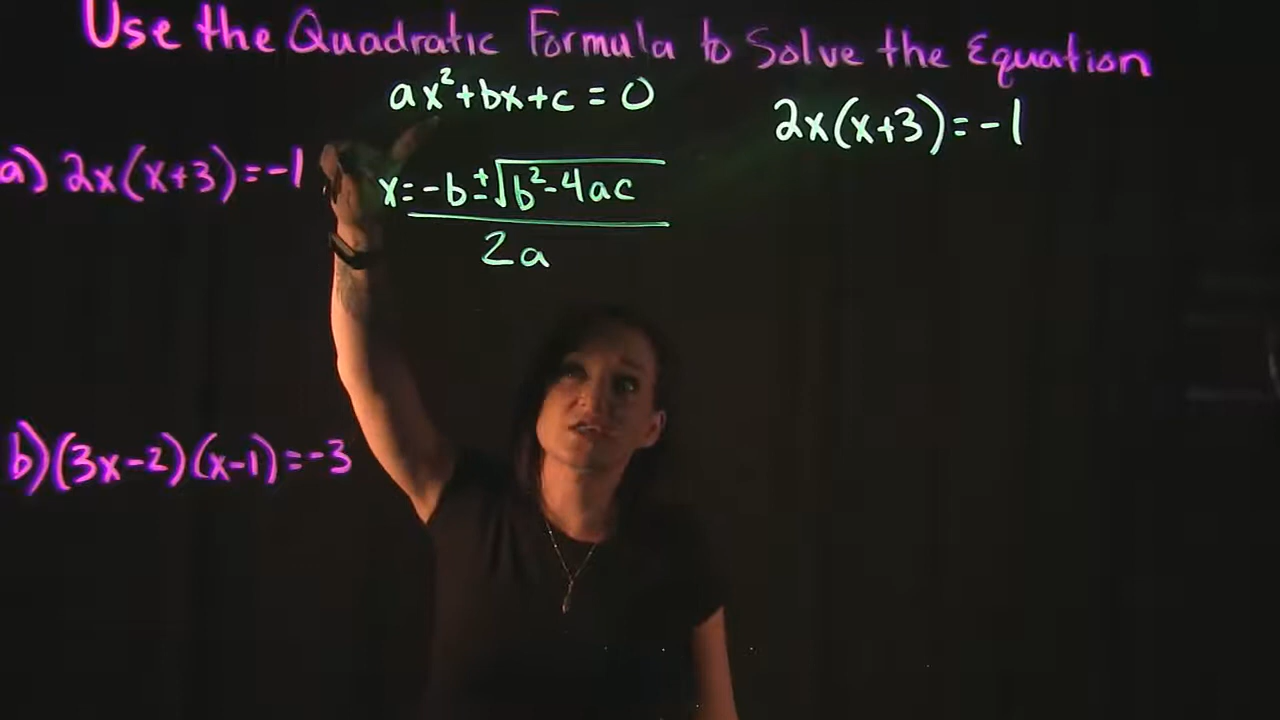 Use the Quadratic Formula to Solve the Equation
ax²+bx+c=0
2x(x+3)=-1
a) 2x(x+3)=-1
x=-b±√b²-4ac
2a
b)(3x-2)(x-1)=-3